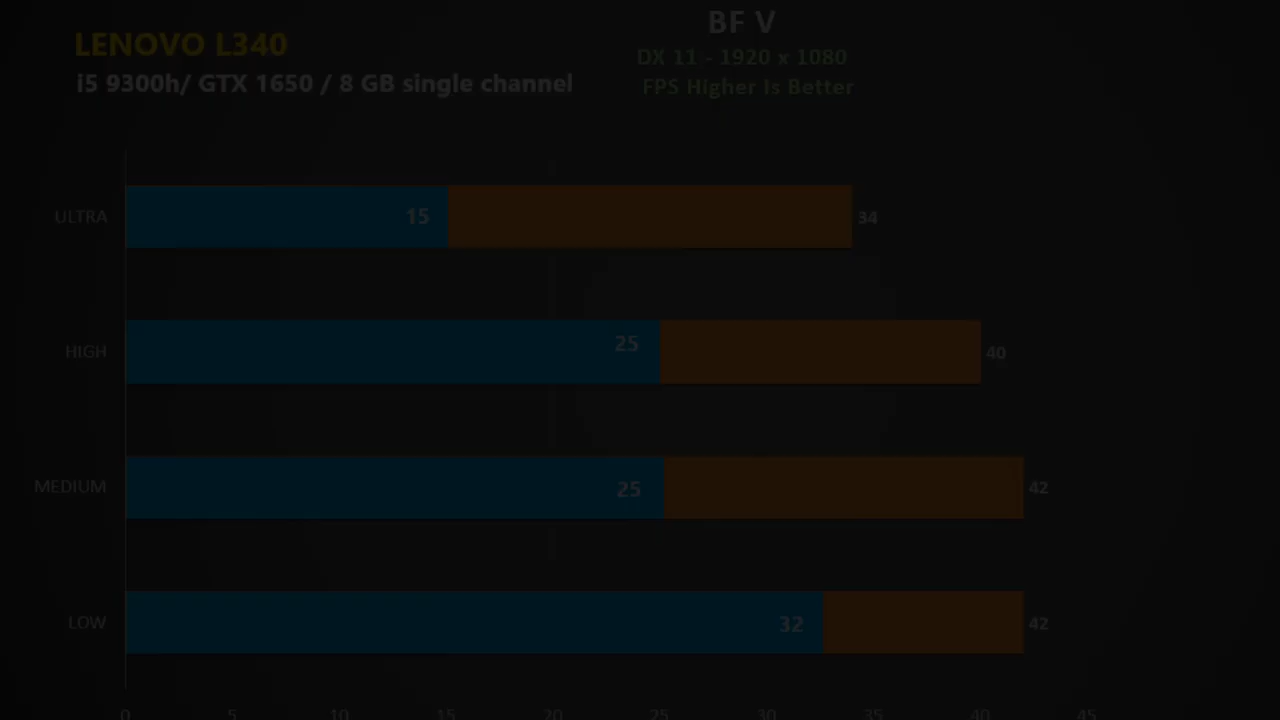 LENOVO L340
i5 9300h/ GTX 1650 / 8 GB single channel
BF V
DX 11 - 1920 x 1080
FPS Higher Is Better
ULTRA 15 34
HIGH 25 40
MEDIUM 25 42
LOW 32 42
0 5 10 15 20 25 30 35 40 45